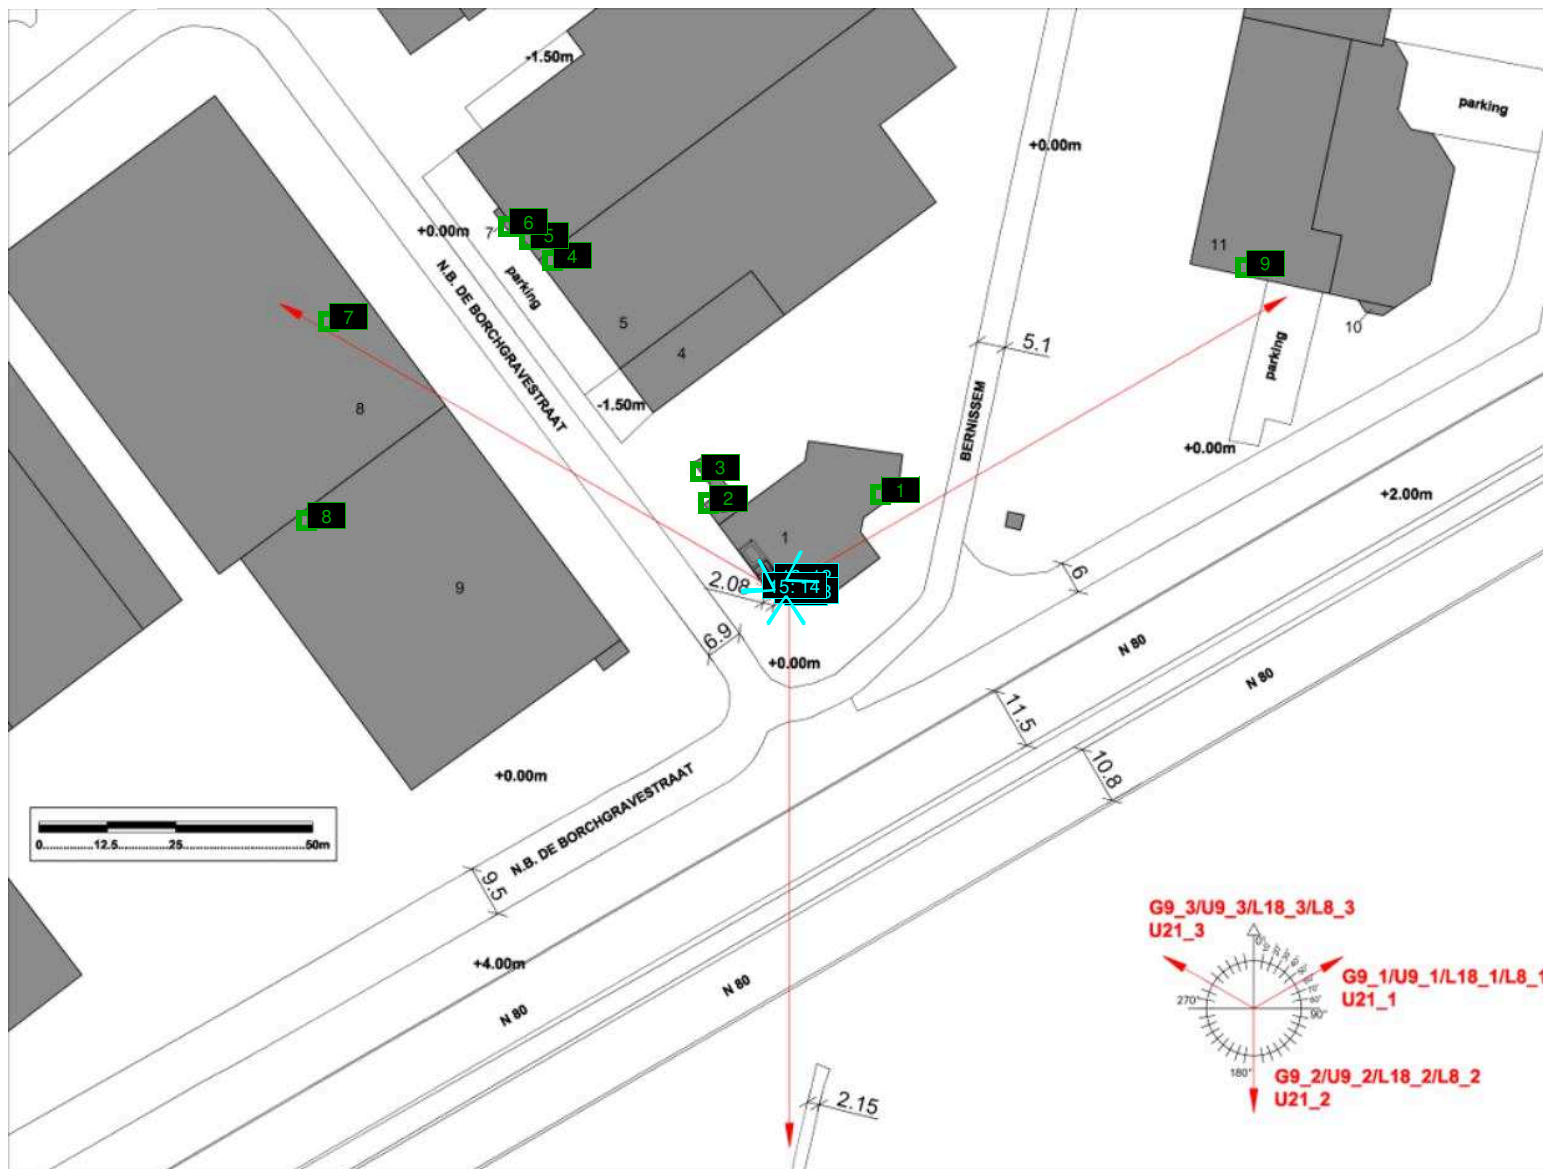 -1.50m
parking
+0.00m
6
7
+0.00m
5
4
11
9
parking
7
N.B. DE BORCHGRAVESTRAAT
5
4
10
5.1
parking
8
-1.50m
BERNISSEM
+0.00m
3
1
2
+2.00m
8
1
9
2.08
5: 14
6
6.9
+0.00m
N 80
N 80
11.5
+0.00m
10.8
N.B. DE BORCHGRAVESTRAAT
0
12.5
25
50m
9.5
+4.00m
N 80
N 80
G9_3/U9_3/L18_3/L8_3
U21_3
G9_1/U9_1/L18_1/L8_1
U21_1
270°
90°
180°
G9_2/U9_2/L18_2/L8_2
U21_2
2.15